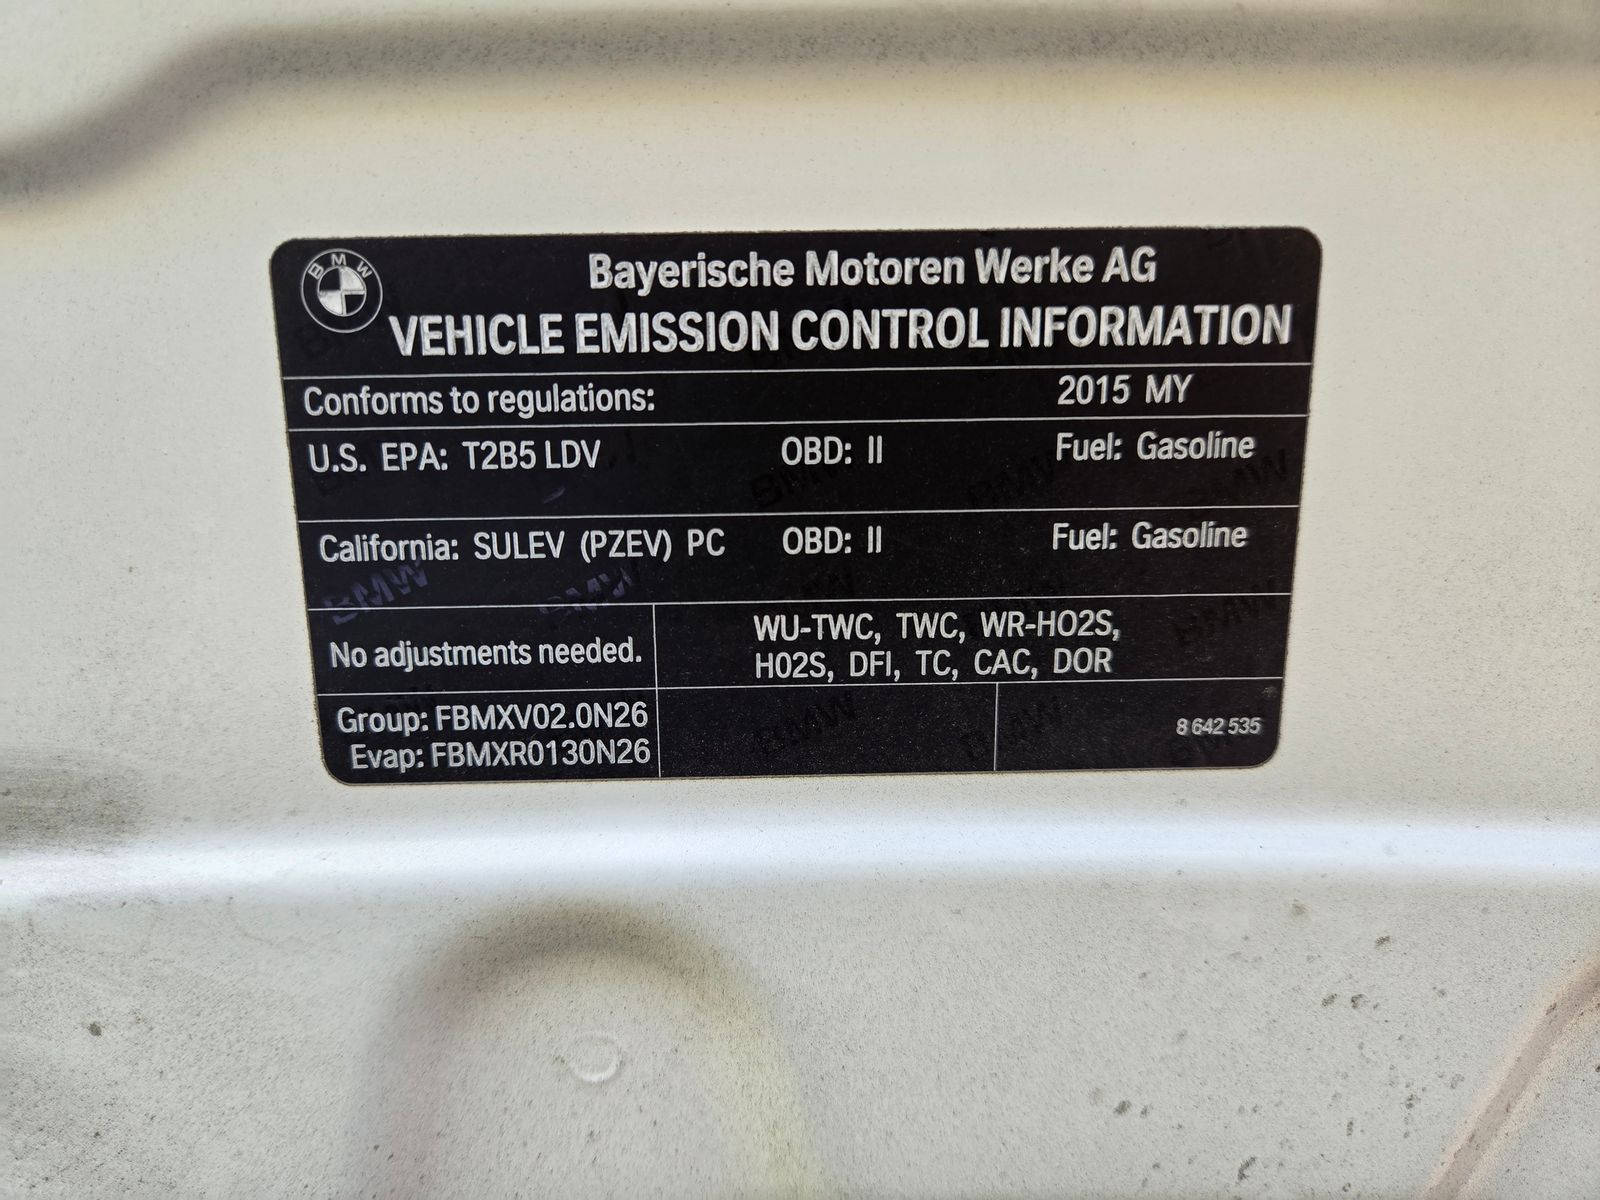 BMW
Bayerische Motoren Werke AG
VEHICLE EMISSION CONTROL INFORMATION
Conforms to regulations: 2015 MY
U.S. EPA: T2B5 LDV OBD: II Fuel: Gasoline
California: SULEV (PZEV) PC OBD: II Fuel: Gasoline
No adjustments needed.
WU-TWC, TWC, WR-HO2S,
H02S, DFI, TC, CAC, DOR
Group: FBMXV02.0N26
Evap: FBMXR0130N26
8 642 535